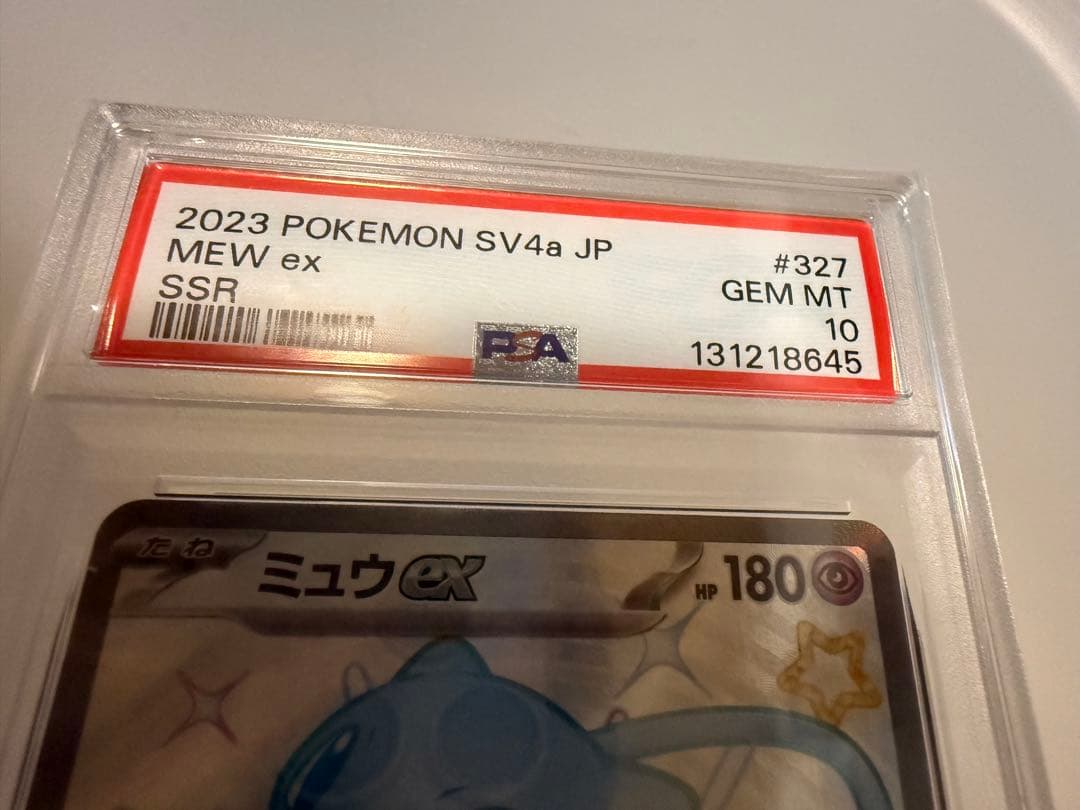 2023 POKEMON SV4a JP
#327
MEW ex
GEM MT
SSR
10
PSA
131218645
たね
ミュウex
HP 180